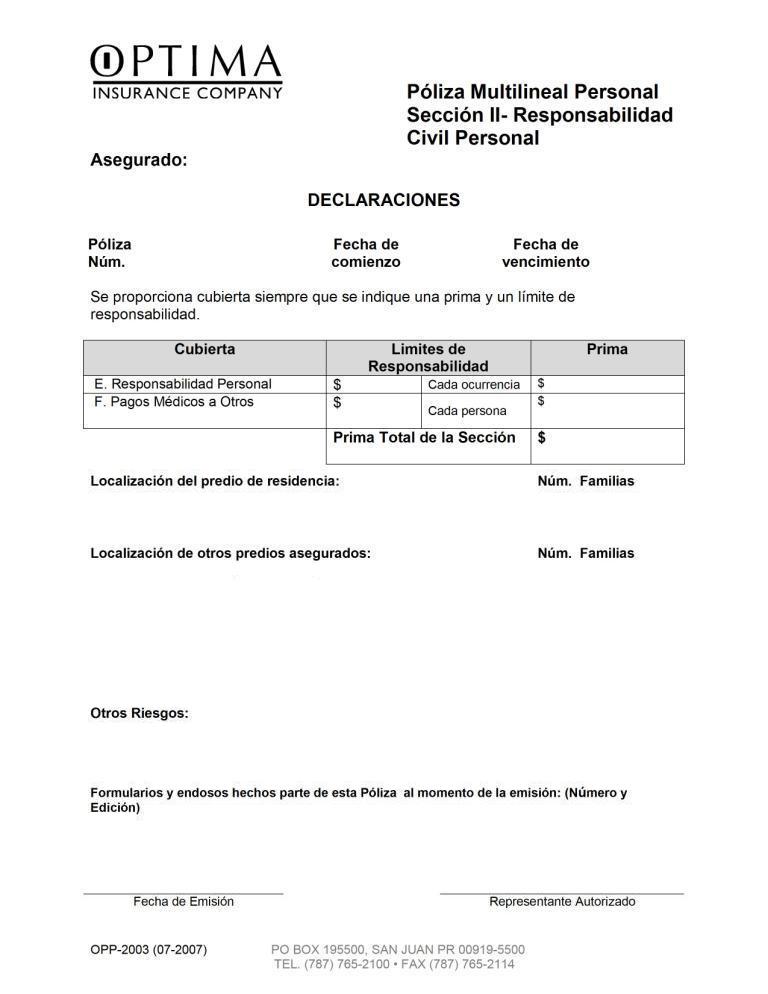 OPTIMA
INSURANCE COMPANY
Póliza Multilineal Personal
Sección II- Responsabilidad
Civil Personal
Asegurado:
DECLARACIONES
Póliza Núm.
Fecha de comienzo
Fecha de vencimiento
Se proporciona cubierta siempre que se indique una prima y un límite de
responsabilidad.
Cubierta
Limites de
Responsabilidad
Prima
E. Responsabilidad Personal $ Cada ocurrencia $
F. Pagos Médicos a Otros $ Cada persona $
Prima Total de la Sección $
Localización del predio de residencia: Núm. Familias
Localización de otros predios asegurados: Núm. Familias
Otros Riesgos:
Formularios y endosos hechos parte de esta Póliza al momento de la emisión: (Número y
Edición)
Fecha de Emisión Representante Autorizado
OPP-2003 (07-2007) PO BOX 195500, SAN JUAN PR 00919-5500
TEL. (787) 765-2100 • FAX (787) 765-2114